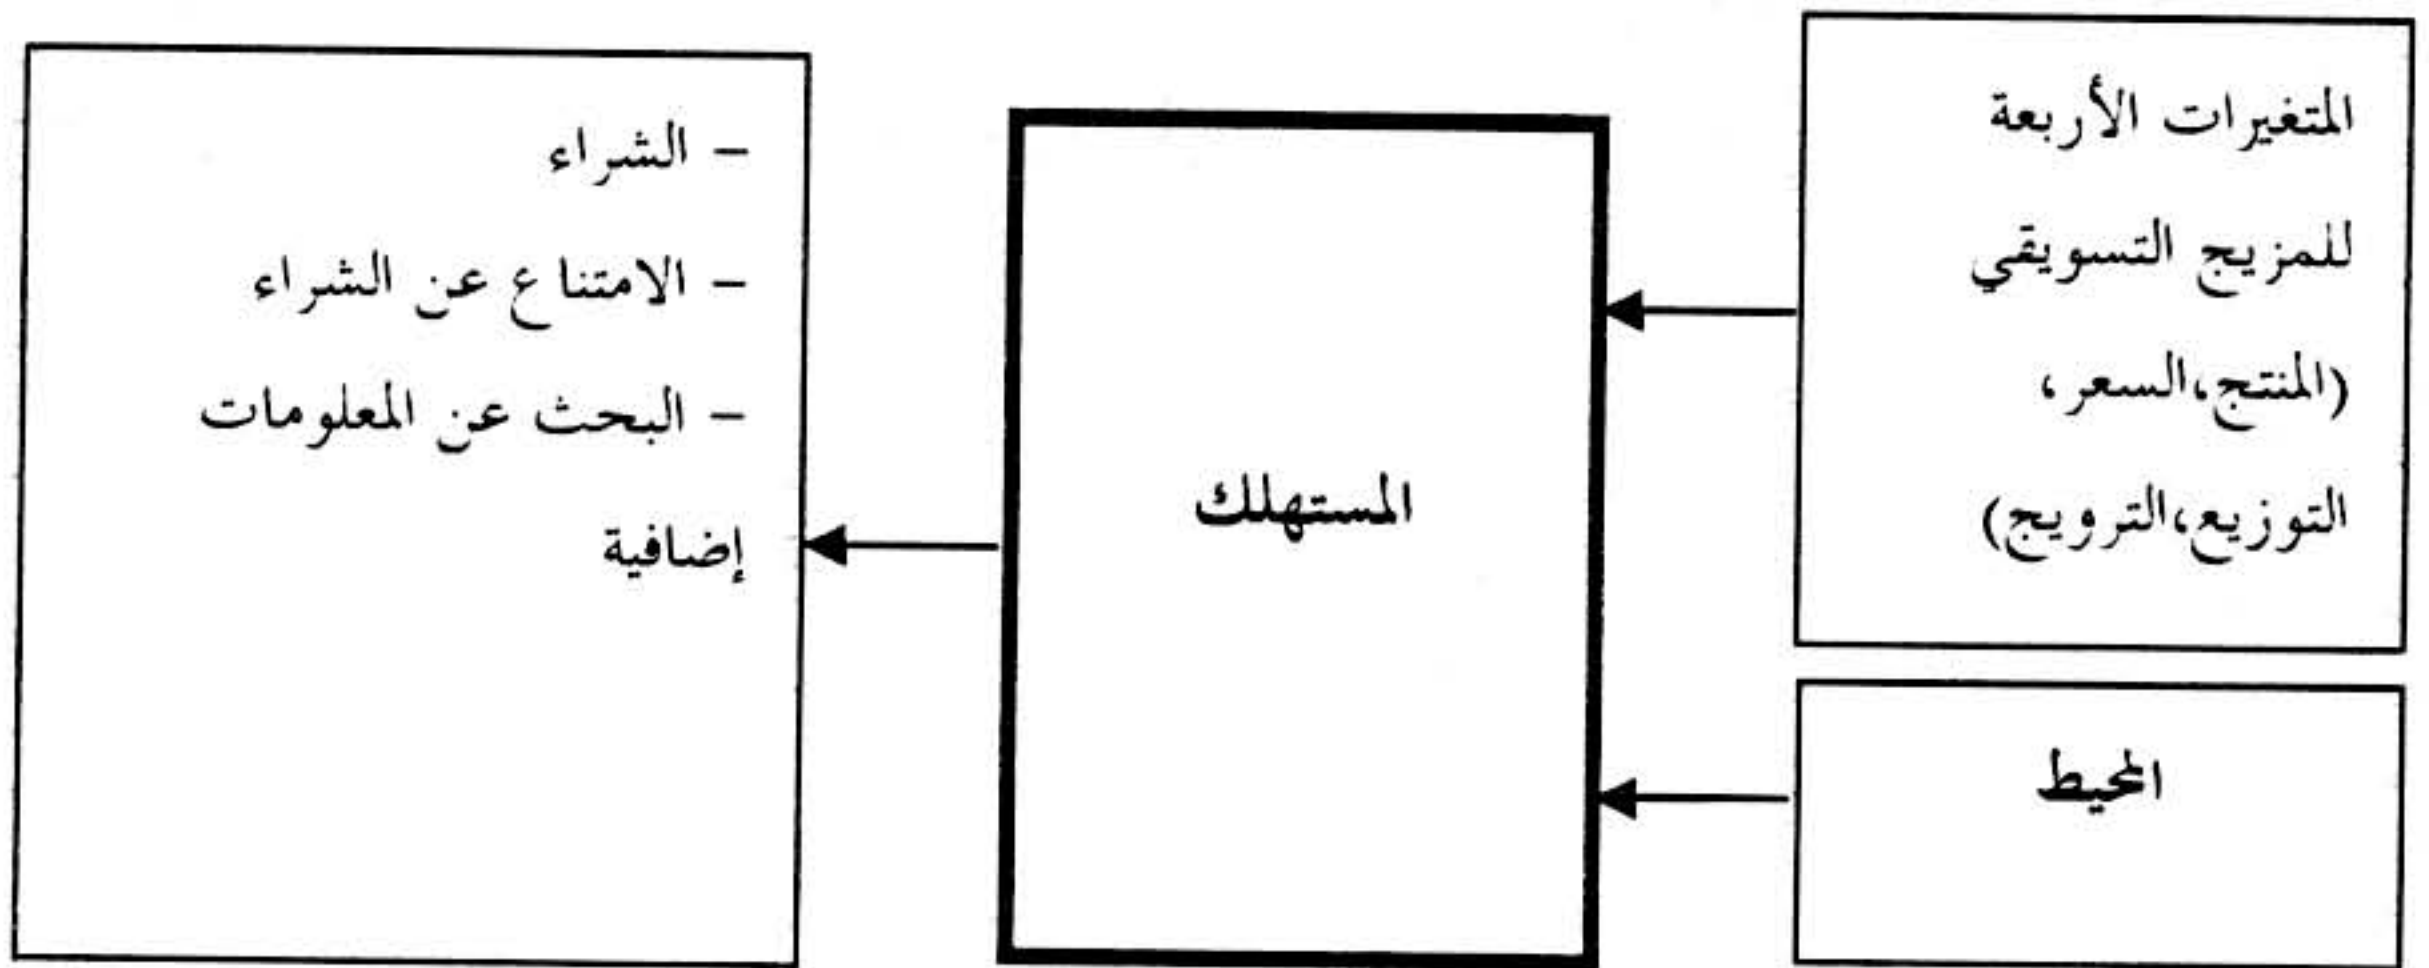 المتغيرات الأربعة
للمزيج التسويقي
(المنتج،السعر،
التوزيع،الترويج)
المحيط
المستهلك
– الشراء
– الامتناع عن الشراء
– البحث عن المعلومات
إضافية